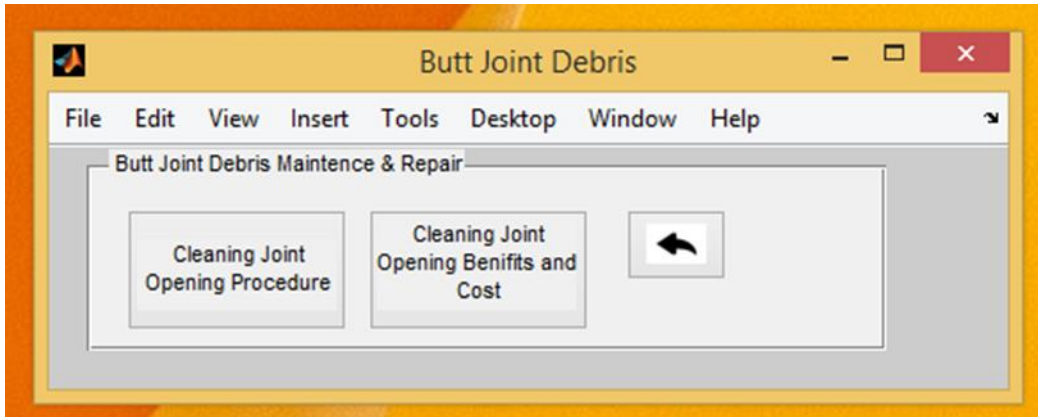 Butt Joint Debris
File Edit View Insert Tools Desktop Window Help
Butt Joint Debris Maintence & Repair
Cleaning Joint
Opening Procedure
Cleaning Joint
Opening Benifits and
Cost